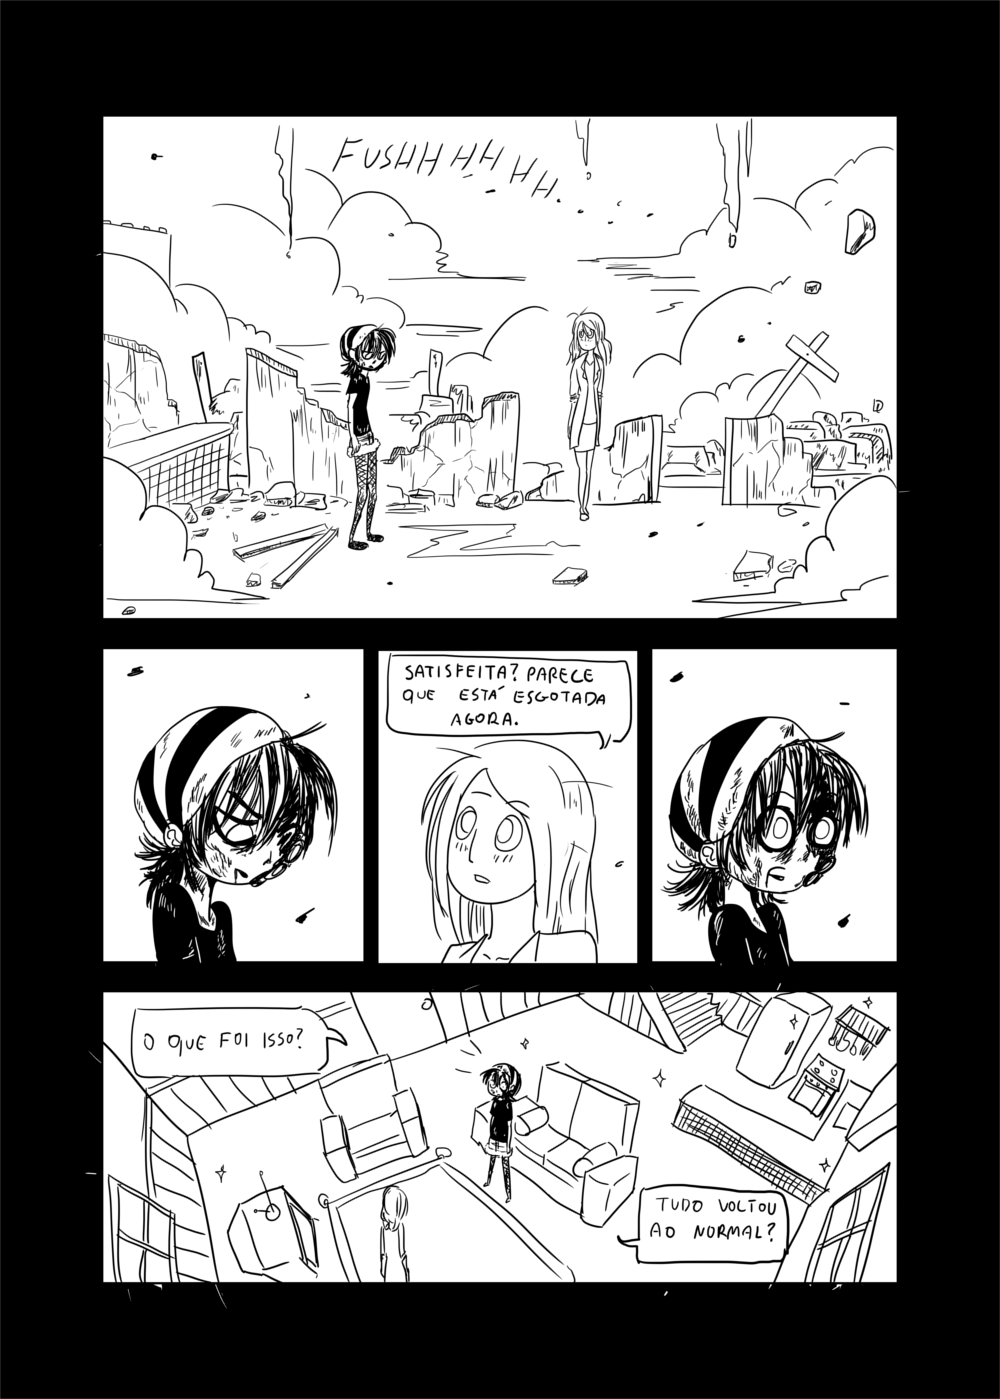 FUSHHHHHH
SATISFEITA? PARECE
QUE ESTÁ ESGOTADA
AGORA.
O QUE FOI ISSO?
TUDO VOLTOU
AO NORMAL?